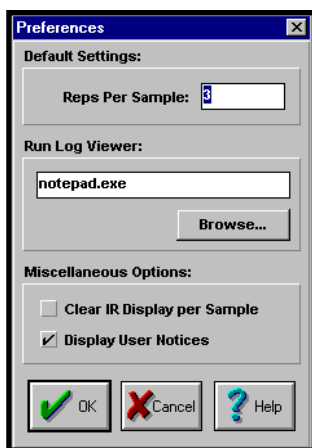 Preferences
Default Settings:
Reps Per Sample: 3
Run Log Viewer:
notepad.exe
Browse...
Miscellaneous Options:
Clear IR Display per Sample
Display User Notices
OK Cancel Help